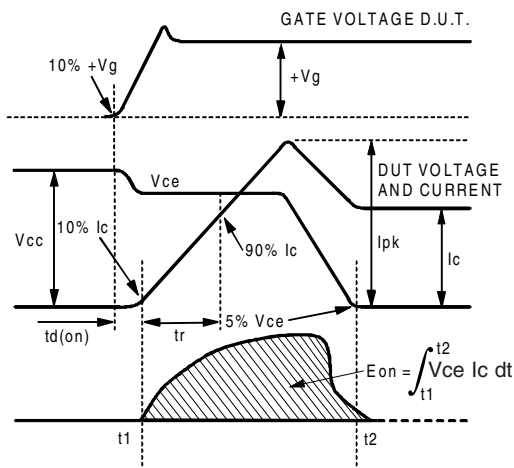 GATE VOLTAGE D.U.T.
10% +Vg
+Vg
Vce
DUT VOLTAGE
AND CURRENT
Vcc
10% Ic
90% Ic
Ipk
Ic
td(on)
tr
5% Vce
Eon = ∫ Vce Ic dt
t2
t1
t1
t2